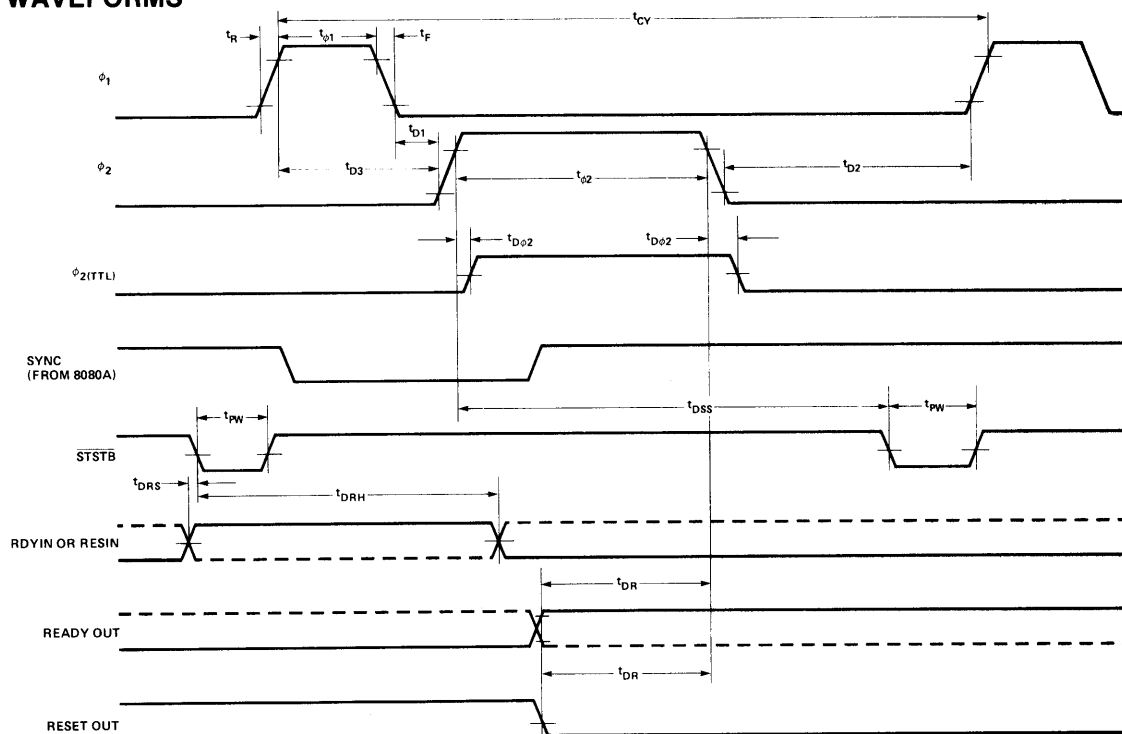 WAVEFORMS
tCY
tR
tϕ1
tF
ϕ1
tD1
ϕ2
tD3
tϕ2
tD2
tDϕ2
tDϕ2
ϕ2(TTL)
SYNC
(FROM 8080A)
tDSS
tPW
tPW
STSTB
tDRS
tDRH
RDYIN OR RESIN
tDR
READY OUT
tDR
RESET OUT